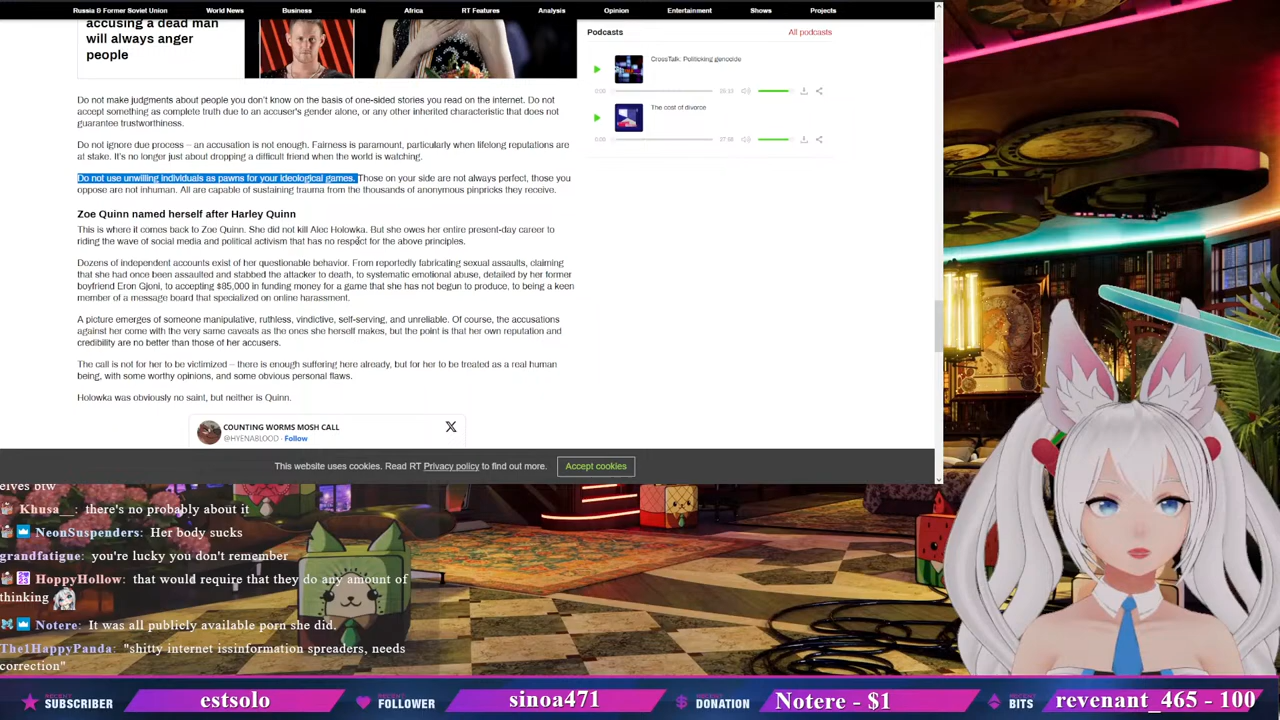 Russia & Former Soviet Union World News Business India Africa RT Features Analysis Opinion Entertainment Shows Projects
accusing a dead man
will always anger
people
Podcasts All podcasts
CrossTalk: Politicking genocide
0:00 25:13
The cost of divorce
0:00 27:38
Do not make judgments about people you don't know on the basis of one-sided stories you read on the internet. Do not
accept something as complete truth due to an accuser's gender alone, or any other inherited characteristic that does not
guarantee trustworthiness.
Do not ignore due process – an accusation is not enough. Fairness is paramount, particularly when lifelong reputations are
at stake. It's no longer just about dropping a difficult friend when the world is watching.
Do not use unwilling individuals as pawns for your ideological games. Those on your side are not always perfect, those you
oppose are not inhuman. All are capable of sustaining trauma from the thousands of anonymous pinpricks they receive.
Zoe Quinn named herself after Harley Quinn
This is where it comes back to Zoe Quinn. She did not kill Alec Holowka. But she owes her entire present-day career to
riding the wave of social media and political activism that has no respect for the above principles.
Dozens of independent accounts exist of her questionable behavior. From reportedly fabricating sexual assaults, claiming
that she had once been assaulted and stabbed the attacker to death, to systematic emotional abuse, detailed by her former
boyfriend Eron Gjoni, to accepting $85,000 in funding money for a game that she has not begun to produce, to being a keen
member of a message board that specialized on online harassment.
A picture emerges of someone manipulative, ruthless, vindictive, self-serving, and unreliable. Of course, the accusations
against her come with the very same caveats as the ones she herself makes, but the point is that her own reputation and
credibility are no better than those of her accusers.
The call is not for her to be victimized – there is enough suffering here already, but for her to be treated as a real human
being, with some worthy opinions, and some obvious personal flaws.
Holowka was obviously no saint, but neither is Quinn.
COUNTING WORMS MOSH CALL
@HYENABLOOD · Follow
This website uses cookies. Read RT Privacy policy to find out more. Accept cookies
elves btw
Khusa__: there's no probably about it
NeonSuspenders: Her body sucks
grandfatigue: you're lucky you don't remember
HoppyHollow: that would require that they do any amount of
thinking
Notere: It was all publicly available porn she did.
The1HappyPanda: "shitty internet issinformation spreaders, needs
correction"
RECENT SUBSCRIBER estsolo RECENT FOLLOWER sinoa471 RECENT DONATION Notere - $1 RECENT BITS revenant_465 - 100